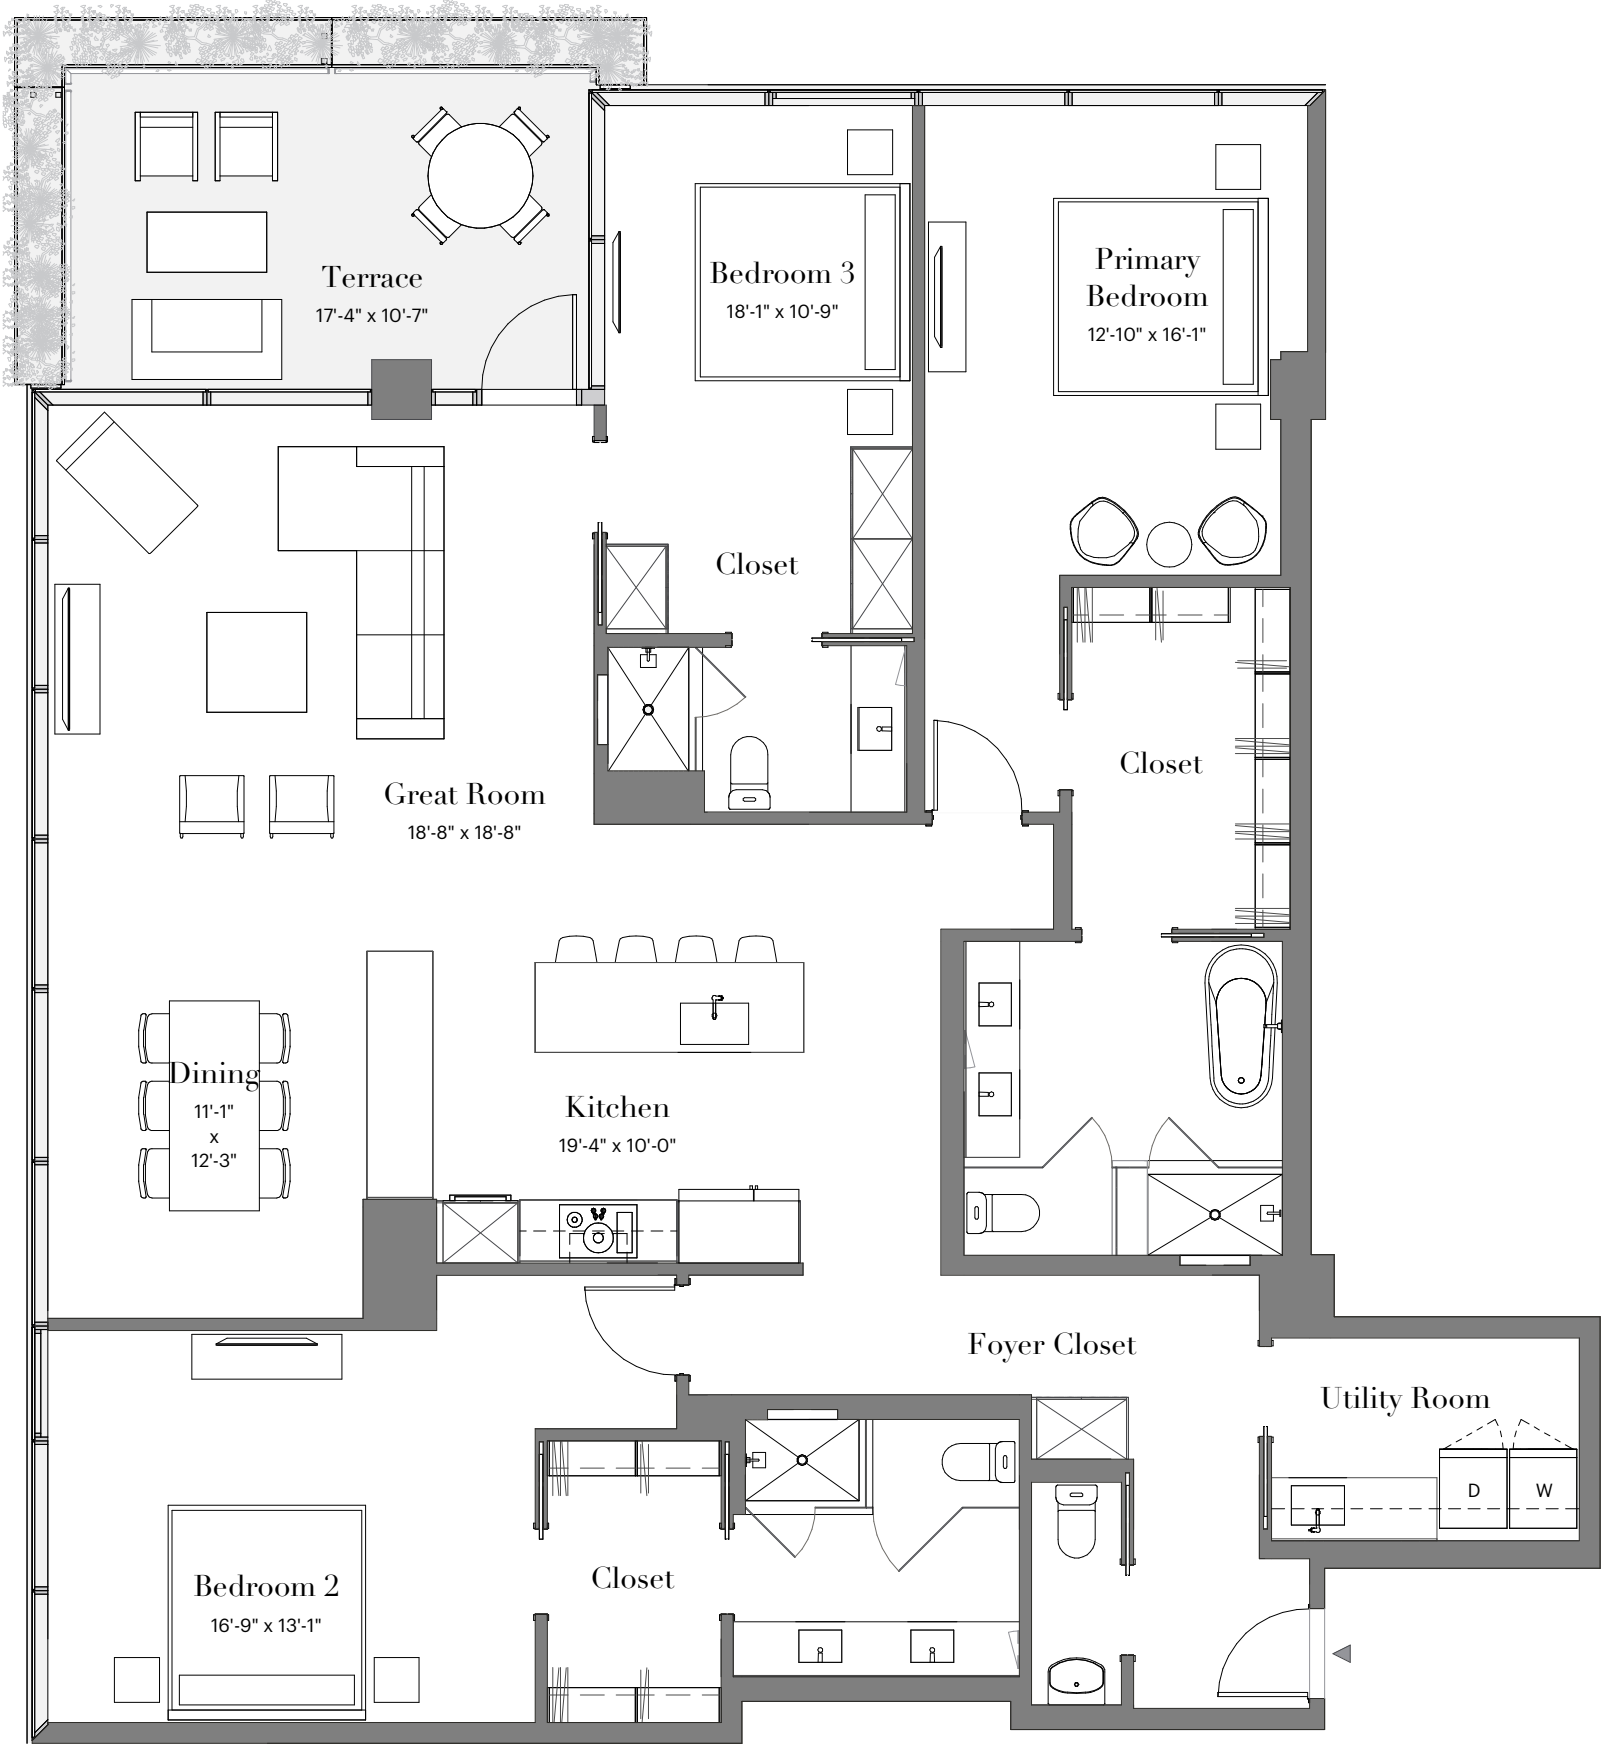 Terrace
17'-4" x 10'-7"
Bedroom 3
18'-1" x 10'-9"
Primary
Bedroom
12'-10" x 16'-1"
Closet
Closet
Great Room
18'-8" x 18'-8"
Dining
11'-1"
x
12'-3"
Kitchen
19'-4" x 10'-0"
Foyer Closet
Utility Room
D
W
Bedroom 2
16'-9" x 13'-1"
Closet